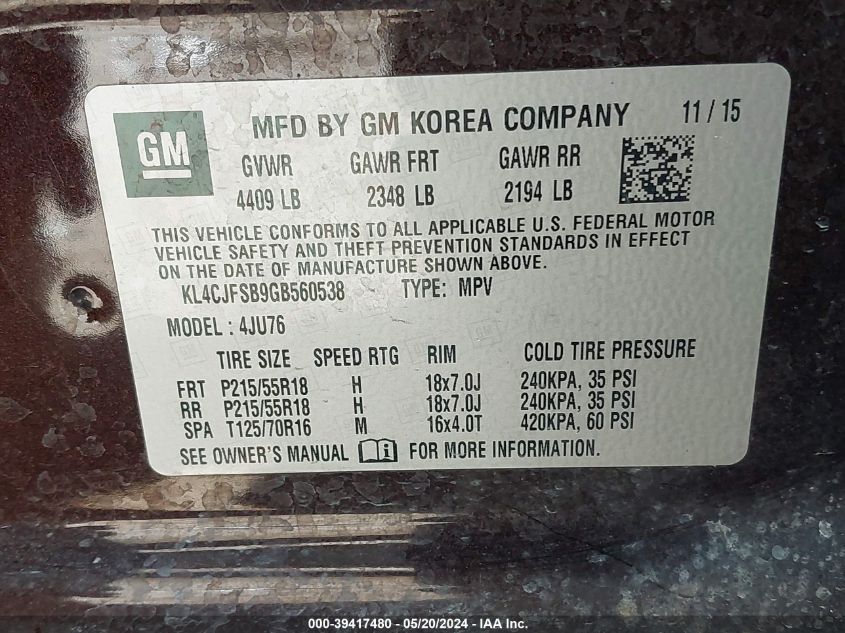 GM
MFD BY GM KOREA COMPANY 11 / 15
GVWR GAWR FRT GAWR RR
4409 LB 2348 LB 2194 LB
THIS VEHICLE CONFORMS TO ALL APPLICABLE U.S. FEDERAL MOTOR
VEHICLE SAFETY AND THEFT PREVENTION STANDARDS IN EFFECT
ON THE DATE OF MANUFACTURE SHOWN ABOVE.
KL4CJFSB9GB560538 TYPE: MPV
MODEL : 4JU76
TIRE SIZE SPEED RTG RIM COLD TIRE PRESSURE
FRT P215/55R18 H 18x7.0J 240KPA, 35 PSI
RR P215/55R18 H 18x7.0J 240KPA, 35 PSI
SPA T125/70R16 M 16x4.0T 420KPA, 60 PSI
SEE OWNER'S MANUAL FOR MORE INFORMATION.
000-39417480 - 05/20/2024 - IAA Inc.